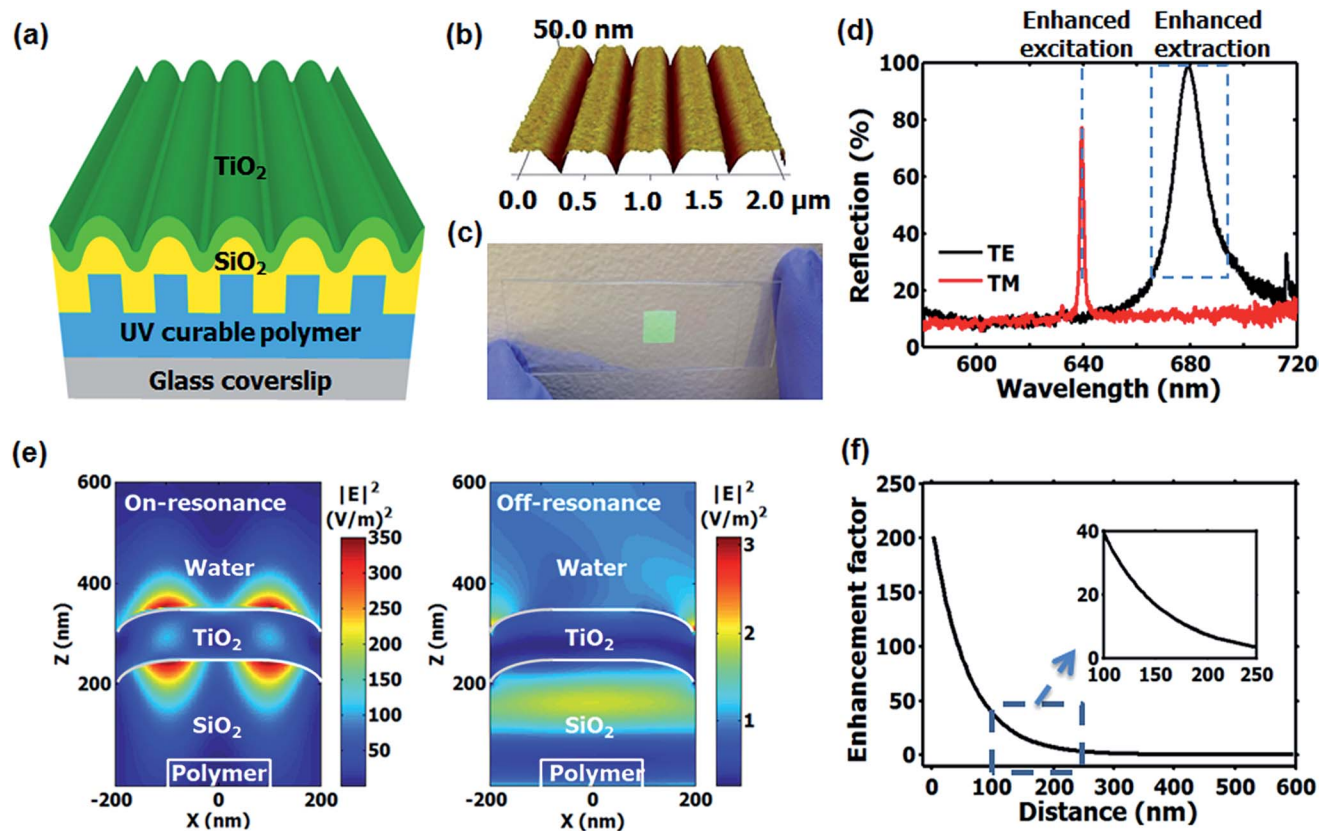 (a)
TiO2
SiO2
UV curable polymer
Glass coverslip
(b)
50.0 nm
0.0 0.5 1.0 1.5 2.0 μm
(c)
(d)
Enhanced excitation
Enhanced extraction
Reflection (%)
100
80
60
40
20
0
TE
TM
600 640 680 720
Wavelength (nm)
(e)
On-resonance
|E|2
(V/m)2
Water
TiO2
SiO2
Polymer
Z (nm)
600
400
200
-200 0 200
X (nm)
350
300
250
200
150
100
50
Off-resonance
|E|2
(V/m)2
Water
TiO2
SiO2
Polymer
Z (nm)
600
400
200
-200 0 200
X (nm)
3
2
1
(f)
Enhancement factor
250
200
150
100
50
0
0 100 200 300 400 500 600
Distance (nm)
40
20
0
100 150 200 250